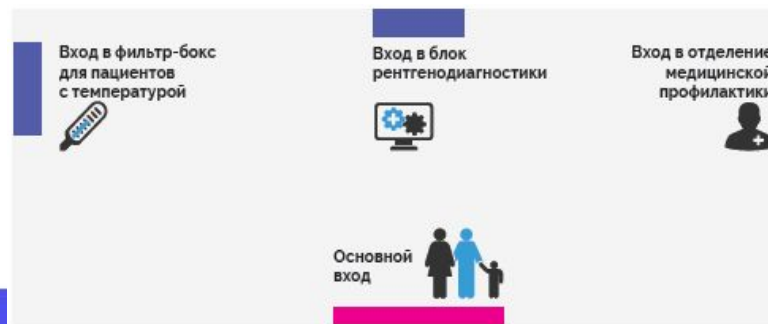 Вход в фильтр-бокс
для пациентов
с температурой
Вход в блок
рентгенодиагностики
Вход в отделение
медицинской
профилактики
Основной
вход